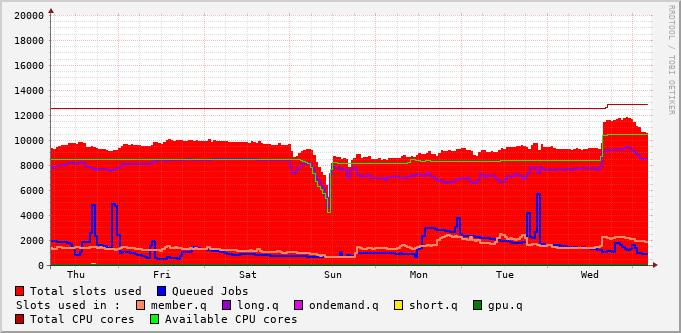 20000
18000
16000
14000
12000
10000
8000
6000
4000
2000
0
Thu Fri Sat Sun Mon Tue Wed
RRDTOOL / TOBI OETIKER
Total slots used Queued Jobs
Slots used in : member.q long.q ondemand.q short.q gpu.q
Total CPU cores Available CPU cores